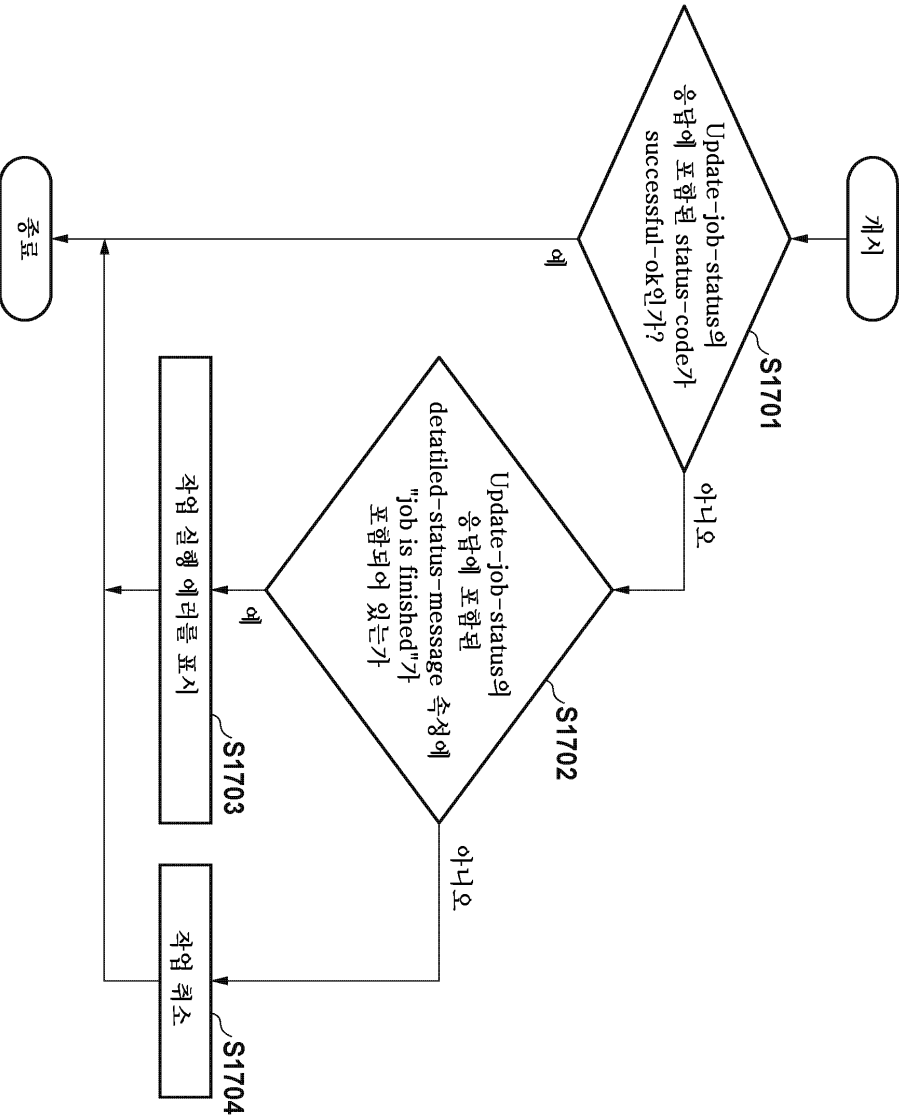 개시
Update-job-status의
응답에 포함된 status-code가
successful-ok인가?
S1701
예
아니오
Update-job-status의
응답에 포함된
detatiled-status-message 속성에
"job is finished"가
포함되어 있는가
S1702
예
아니오
작업 실행 에러를 표시
S1703
작업 취소
S1704
종료